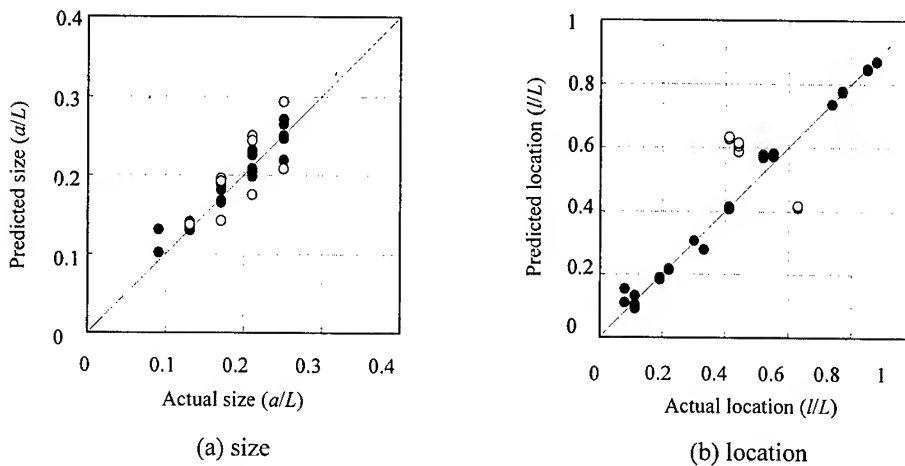 0.4
0.3
0.2
0.1
0
Predicted size (a/L)
0 0.1 0.2 0.3 0.4
Actual size (a/L)
(a) size
1
0.8
0.6
0.4
0.2
0
Predicted location (l/L)
0 0.2 0.4 0.6 0.8 1
Actual location (l/L)
(b) location